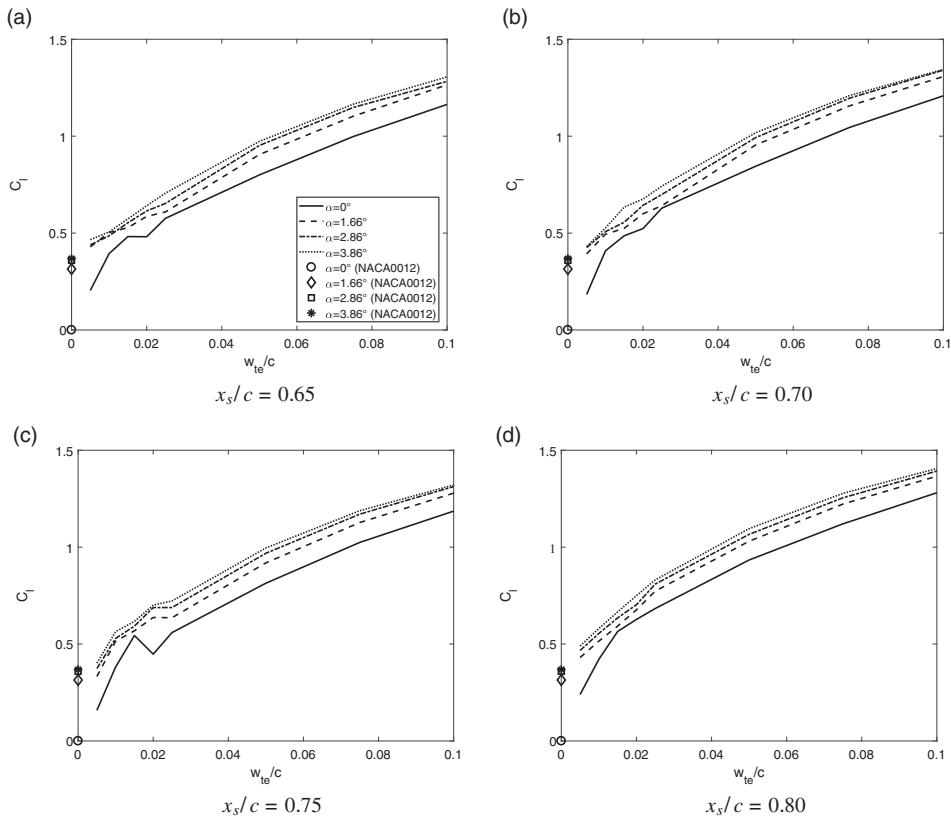 (a)
1.5
1
0.5
0
C_l
0 0.02 0.04 0.06 0.08 0.1
w_te/c
α=0°
α=1.66°
α=2.86°
α=3.86°
α=0° (NACA0012)
α=1.66° (NACA0012)
α=2.86° (NACA0012)
α=3.86° (NACA0012)
x_s/c = 0.65
(b)
1.5
1
0.5
0
C_l
0 0.02 0.04 0.06 0.08 0.1
w_te/c
x_s/c = 0.70
(c)
1.5
1
0.5
0
C_l
0 0.02 0.04 0.06 0.08 0.1
w_te/c
x_s/c = 0.75
(d)
1.5
1
0.5
0
C_l
0 0.02 0.04 0.06 0.08 0.1
w_te/c
x_s/c = 0.80